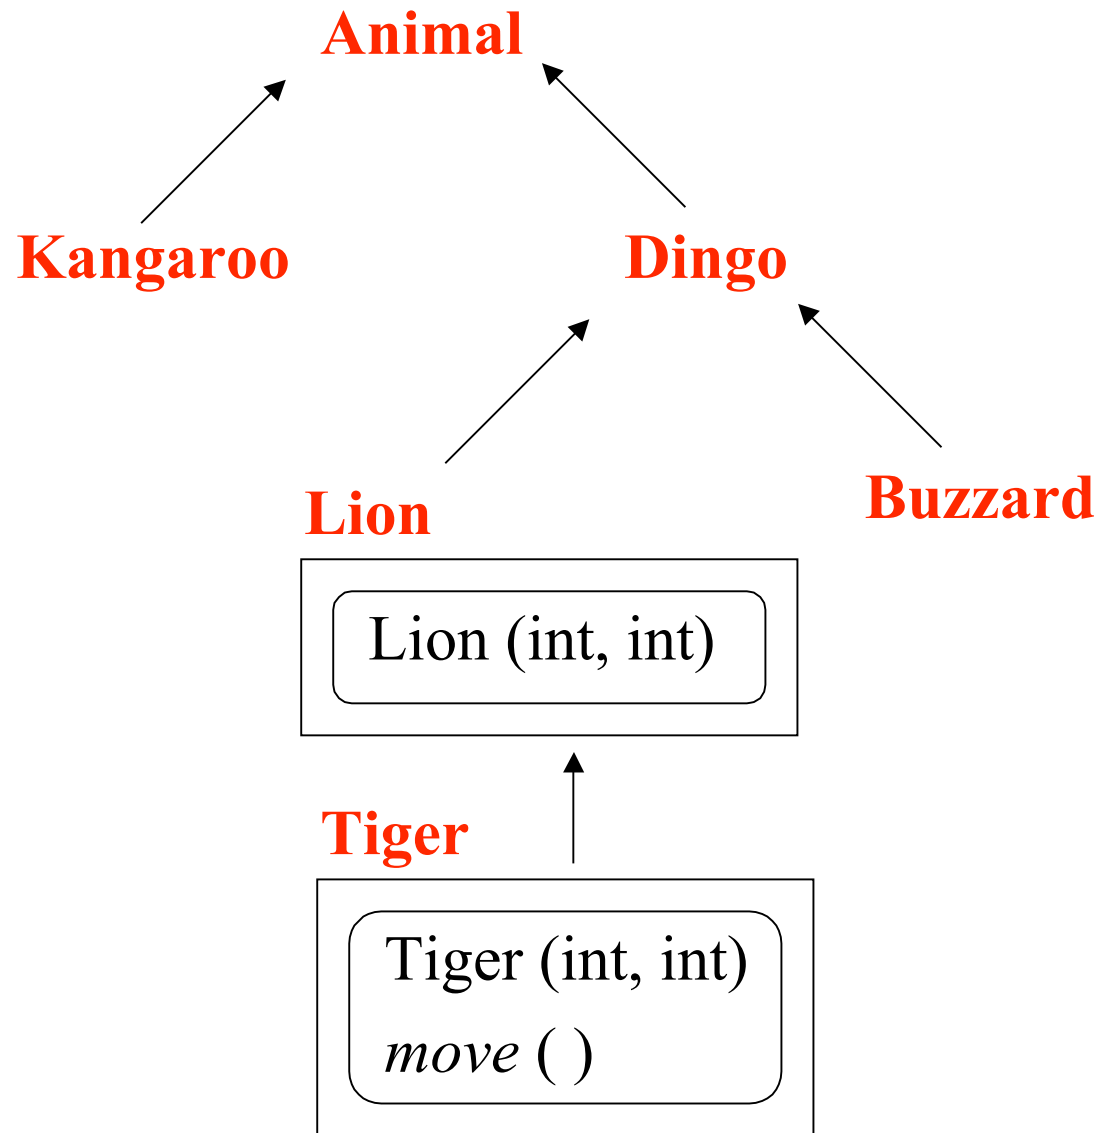 Animal
Kangaroo
Dingo
Lion
Buzzard
Lion (int, int)
Tiger
Tiger (int, int)
move ( )